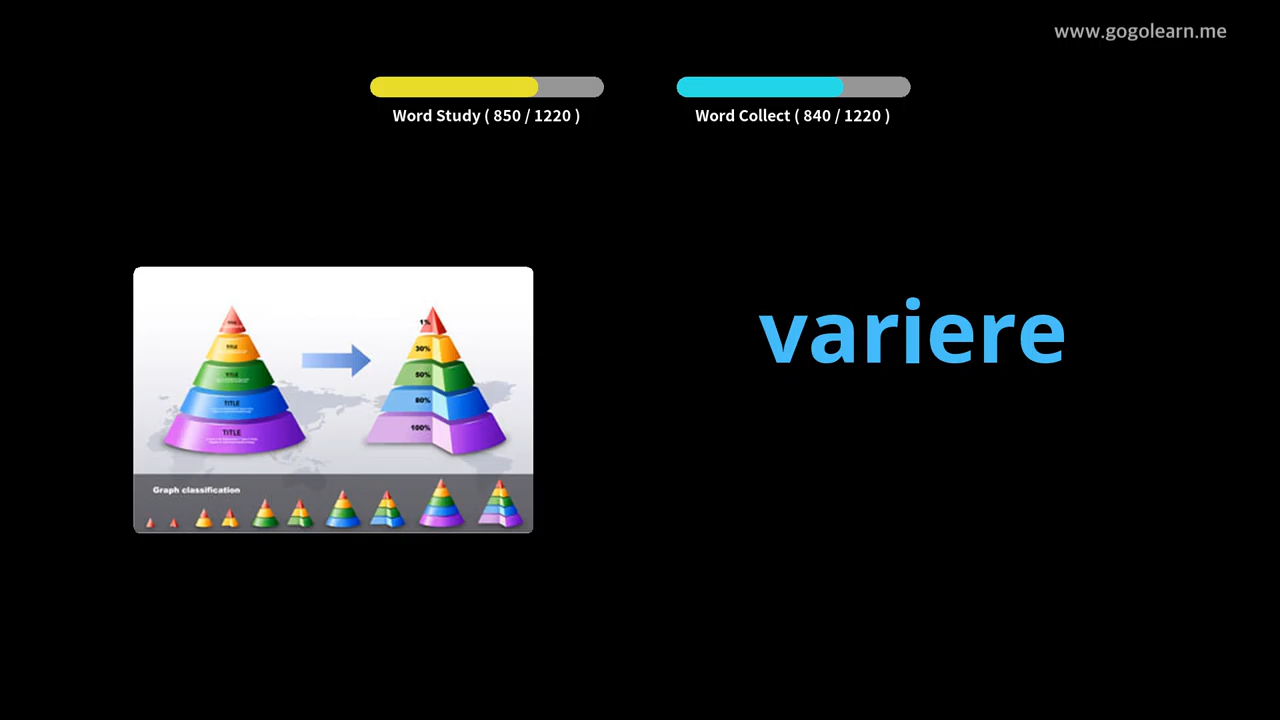 www.gogolearn.me
Word Study ( 850 / 1220 )
Word Collect ( 840 / 1220 )
variere
TITLE
TITLE
TITLE
TITLE
1%
30%
50%
80%
100%
Graph classification